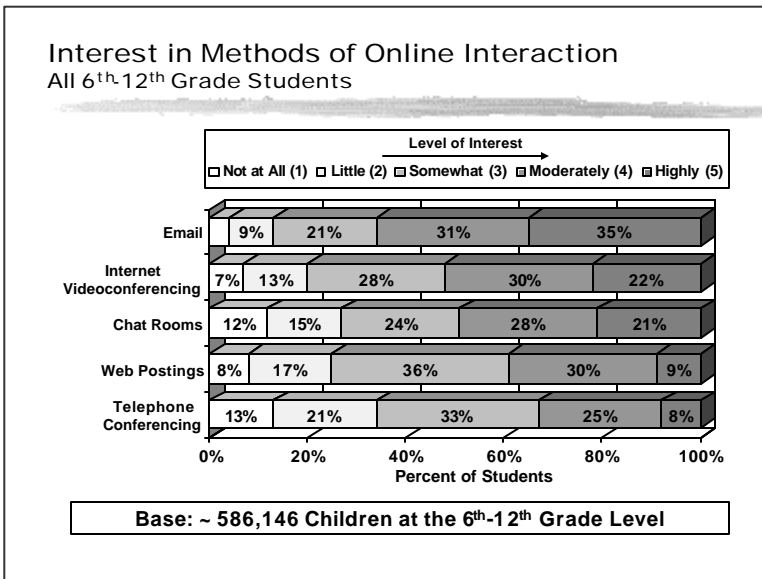 Interest in Methods of Online Interaction
All 6th-12th Grade Students
Level of Interest
Not at All (1) Little (2) Somewhat (3) Moderately (4) Highly (5)
Email 9% 21% 31% 35%
Internet
Videoconferencing 7% 13% 28% 30% 22%
Chat Rooms 12% 15% 24% 28% 21%
Web Postings 8% 17% 36% 30% 9%
Telephone
Conferencing 13% 21% 33% 25% 8%
0% 20% 40% 60% 80% 100%
Percent of Students
Base: ~ 586,146 Children at the 6th-12th Grade Level